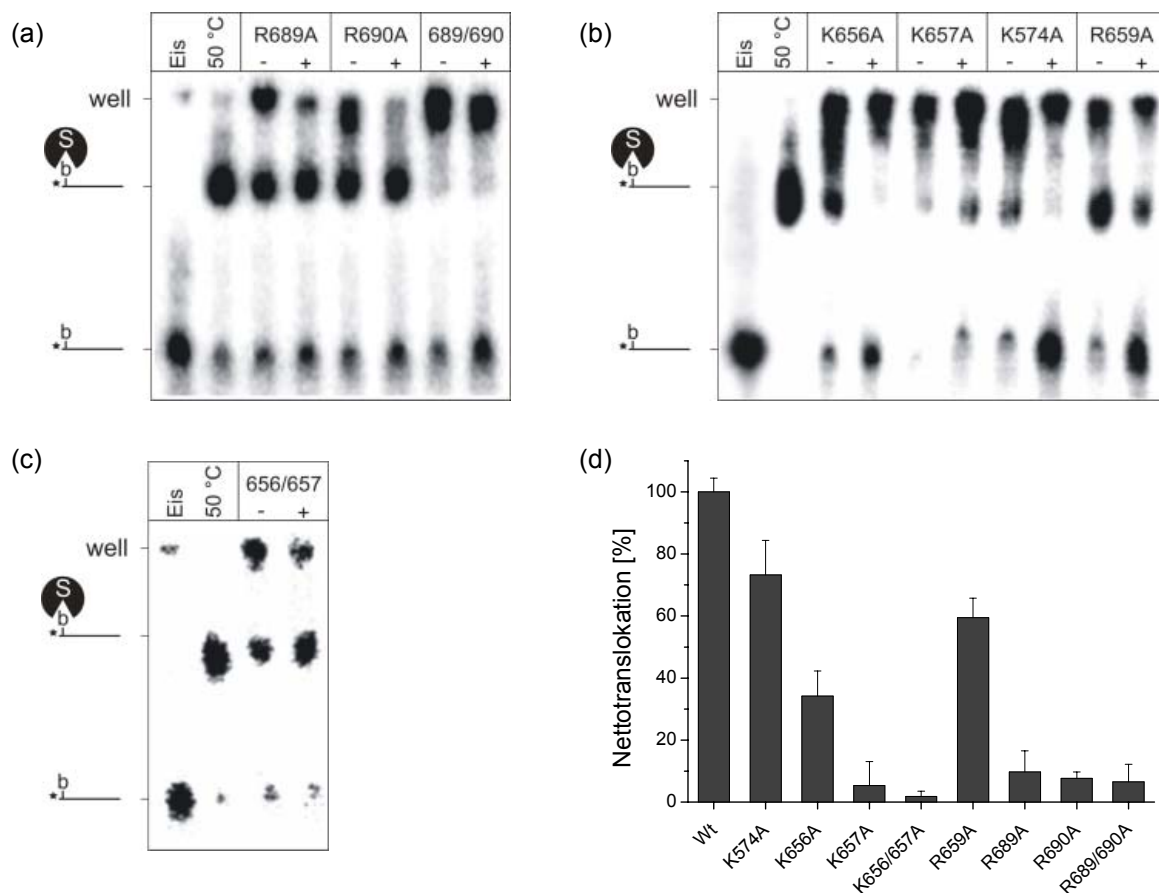 (a)
Eis
50 °C
R689A
R690A
689/690
- + - + - +
well
S
b
*
b
*
(b)
Eis
50 °C
K656A
K657A
K574A
R659A
- + - + - + - +
well
S
b
*
b
*
(c)
Eis
50 °C
656/657
- +
well
S
b
*
b
*
(d)
Nettotranslokation [%]
100
80
60
40
20
0
Wt
K574A
K656A
K657A
K656/657A
R659A
R689A
R690A
R689/690A